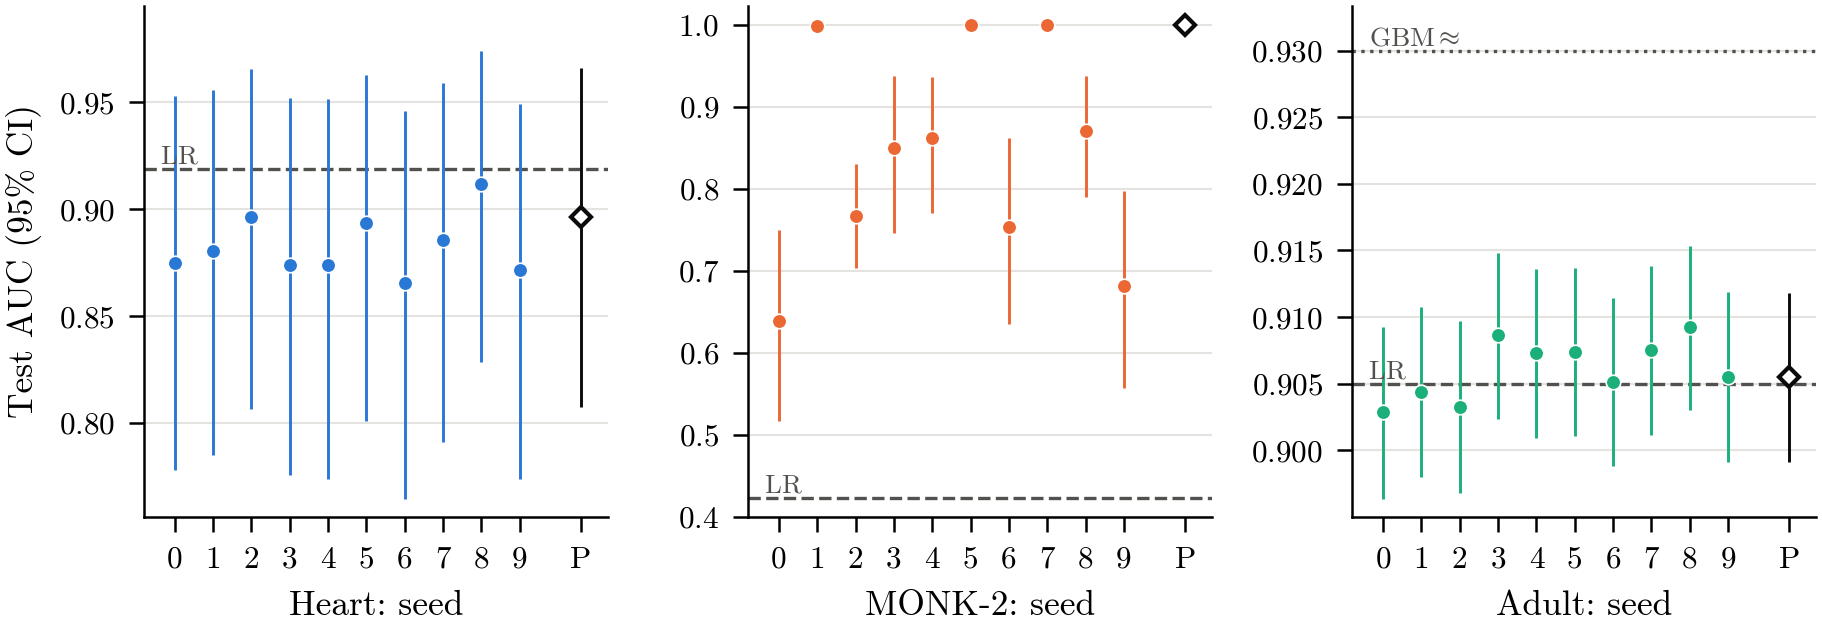 Test AUC (95% CI)
0.95
0.90
0.85
0.80
LR
0 1 2 3 4 5 6 7 8 9 P
Heart: seed
1.0
0.9
0.8
0.7
0.6
0.5
0.4
LR
0 1 2 3 4 5 6 7 8 9 P
MONK-2: seed
0.930
0.925
0.920
0.915
0.910
0.905
0.900
GBM≈
LR
0 1 2 3 4 5 6 7 8 9 P
Adult: seed